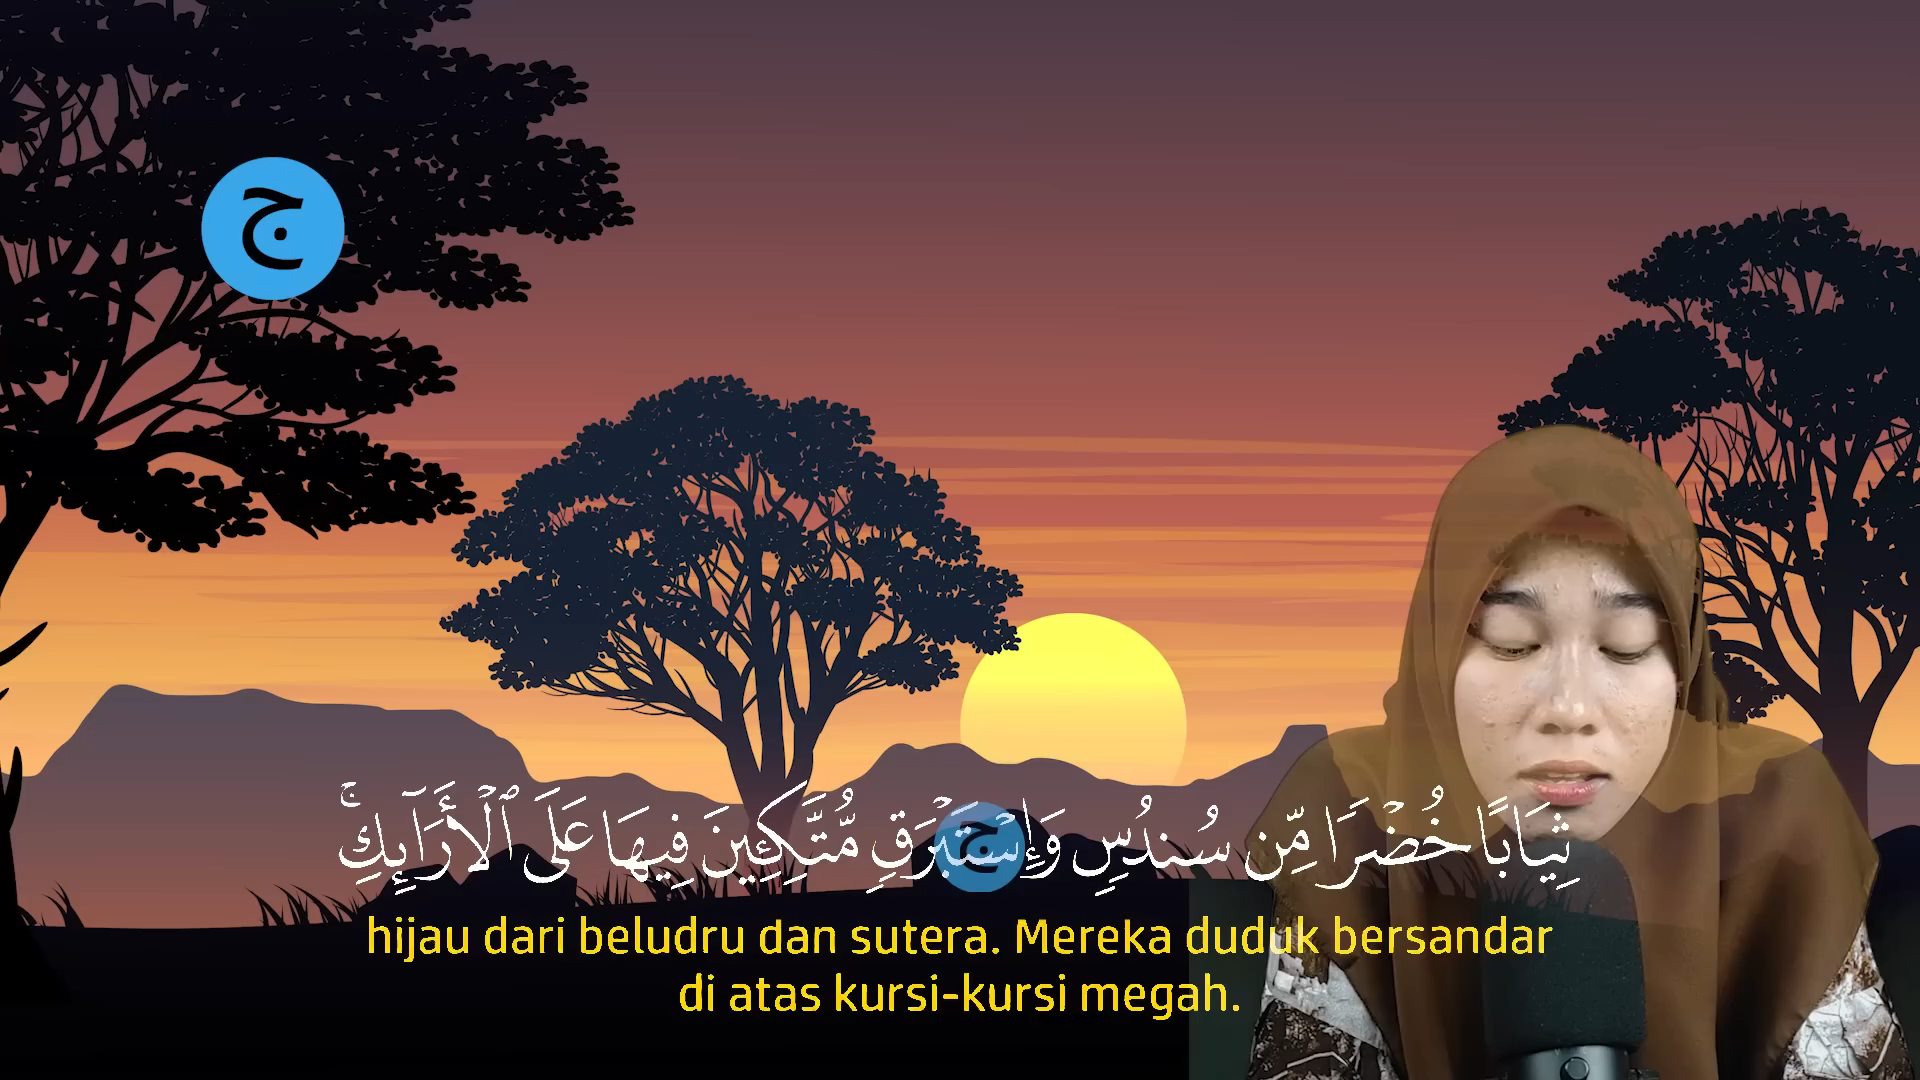 ج
ثِيَابًا خُضْرًا مِّن سُندُسٍ وَإِسْتَبْرَقٍ مُّتَّكِـِٔينَ فِيهَا عَلَى ٱلْأَرَآئِكِ ۚ
ج
hijau dari beludru dan sutera. Mereka duduk bersandar
di atas kursi-kursi megah.